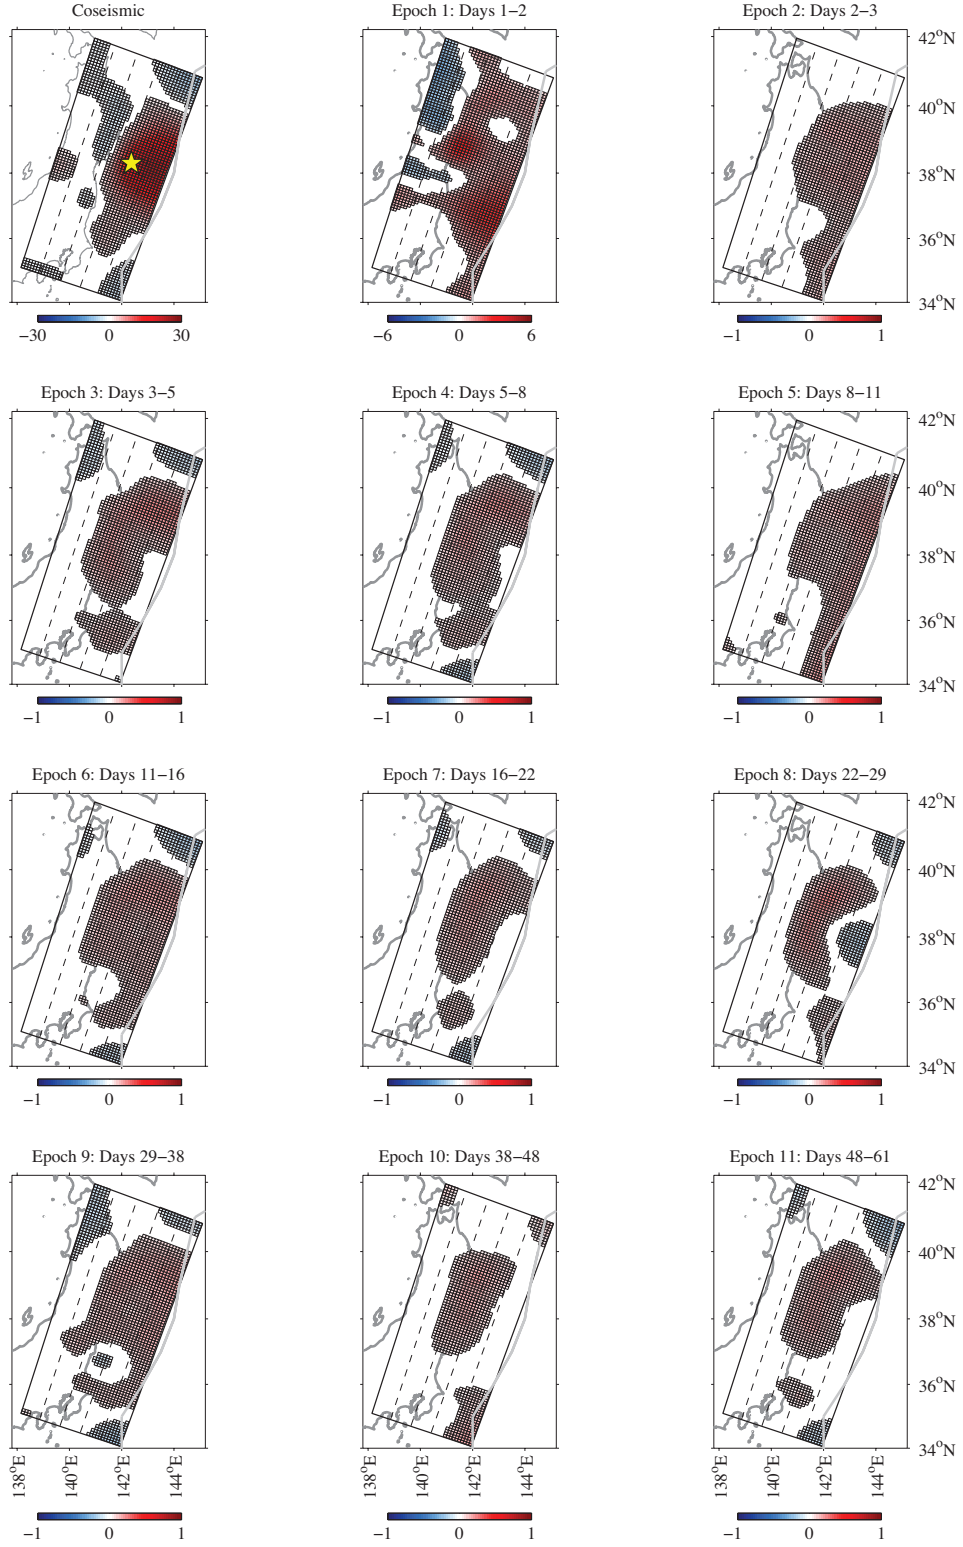 Coseismic
Epoch 1: Days 1−2
Epoch 2: Days 2−3
42°N
40°N
38°N
36°N
34°N
−30 0 30
−6 0 6
−1 0 1
Epoch 3: Days 3−5
Epoch 4: Days 5−8
Epoch 5: Days 8−11
42°N
40°N
38°N
36°N
34°N
−1 0 1
−1 0 1
−1 0 1
Epoch 6: Days 11−16
Epoch 7: Days 16−22
Epoch 8: Days 22−29
42°N
40°N
38°N
36°N
34°N
−1 0 1
−1 0 1
−1 0 1
Epoch 9: Days 29−38
Epoch 10: Days 38−48
Epoch 11: Days 48−61
42°N
40°N
38°N
36°N
34°N
138°E 140°E 142°E 144°E
138°E 140°E 142°E 144°E
138°E 140°E 142°E 144°E
−1 0 1
−1 0 1
−1 0 1